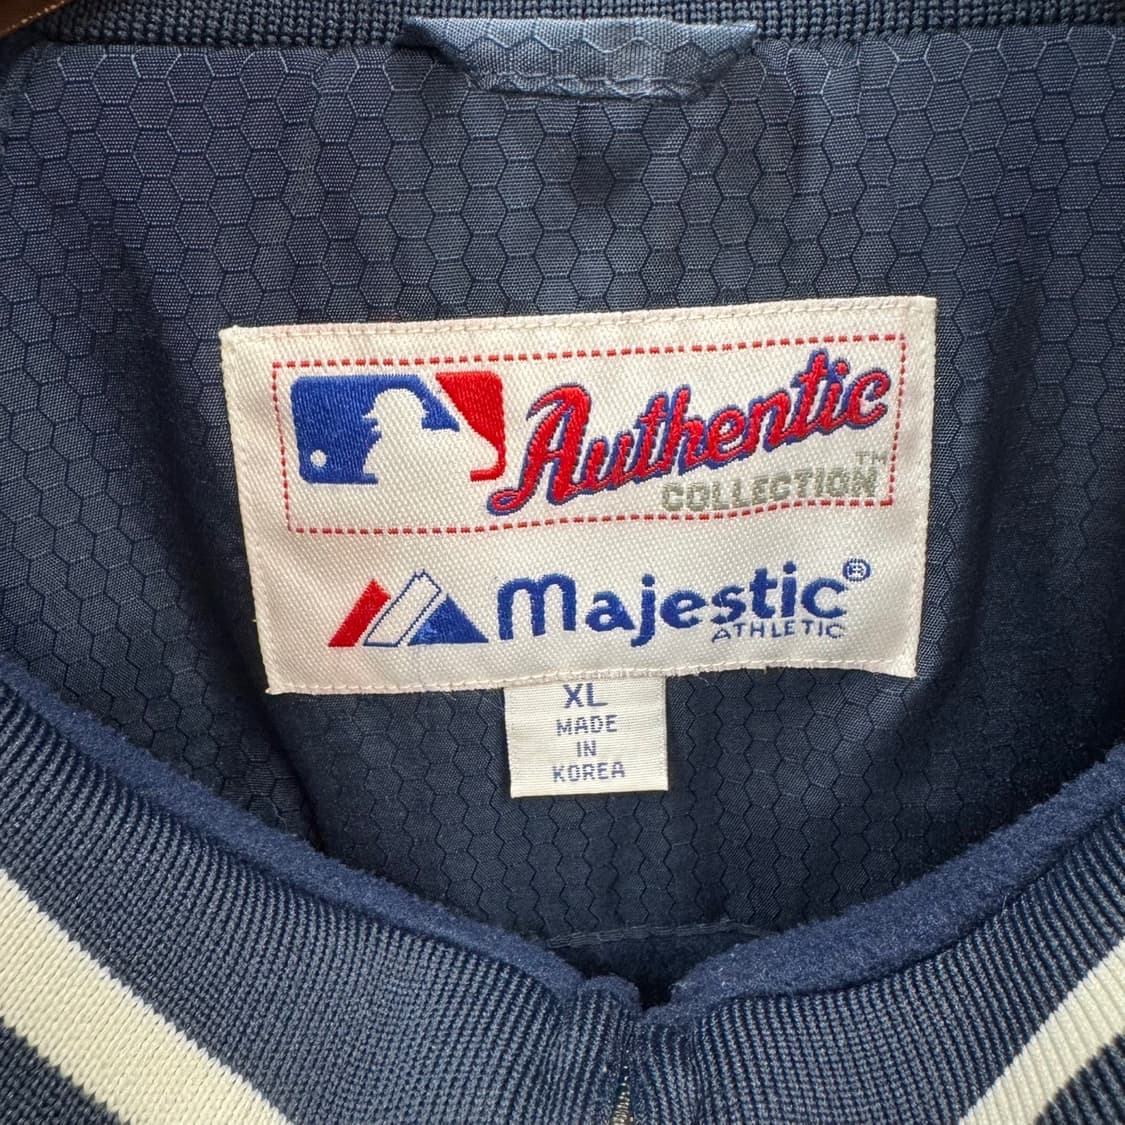 Authentic
COLLECTION™
Majestic®
ATHLETIC
XL
MADE
IN
KOREA